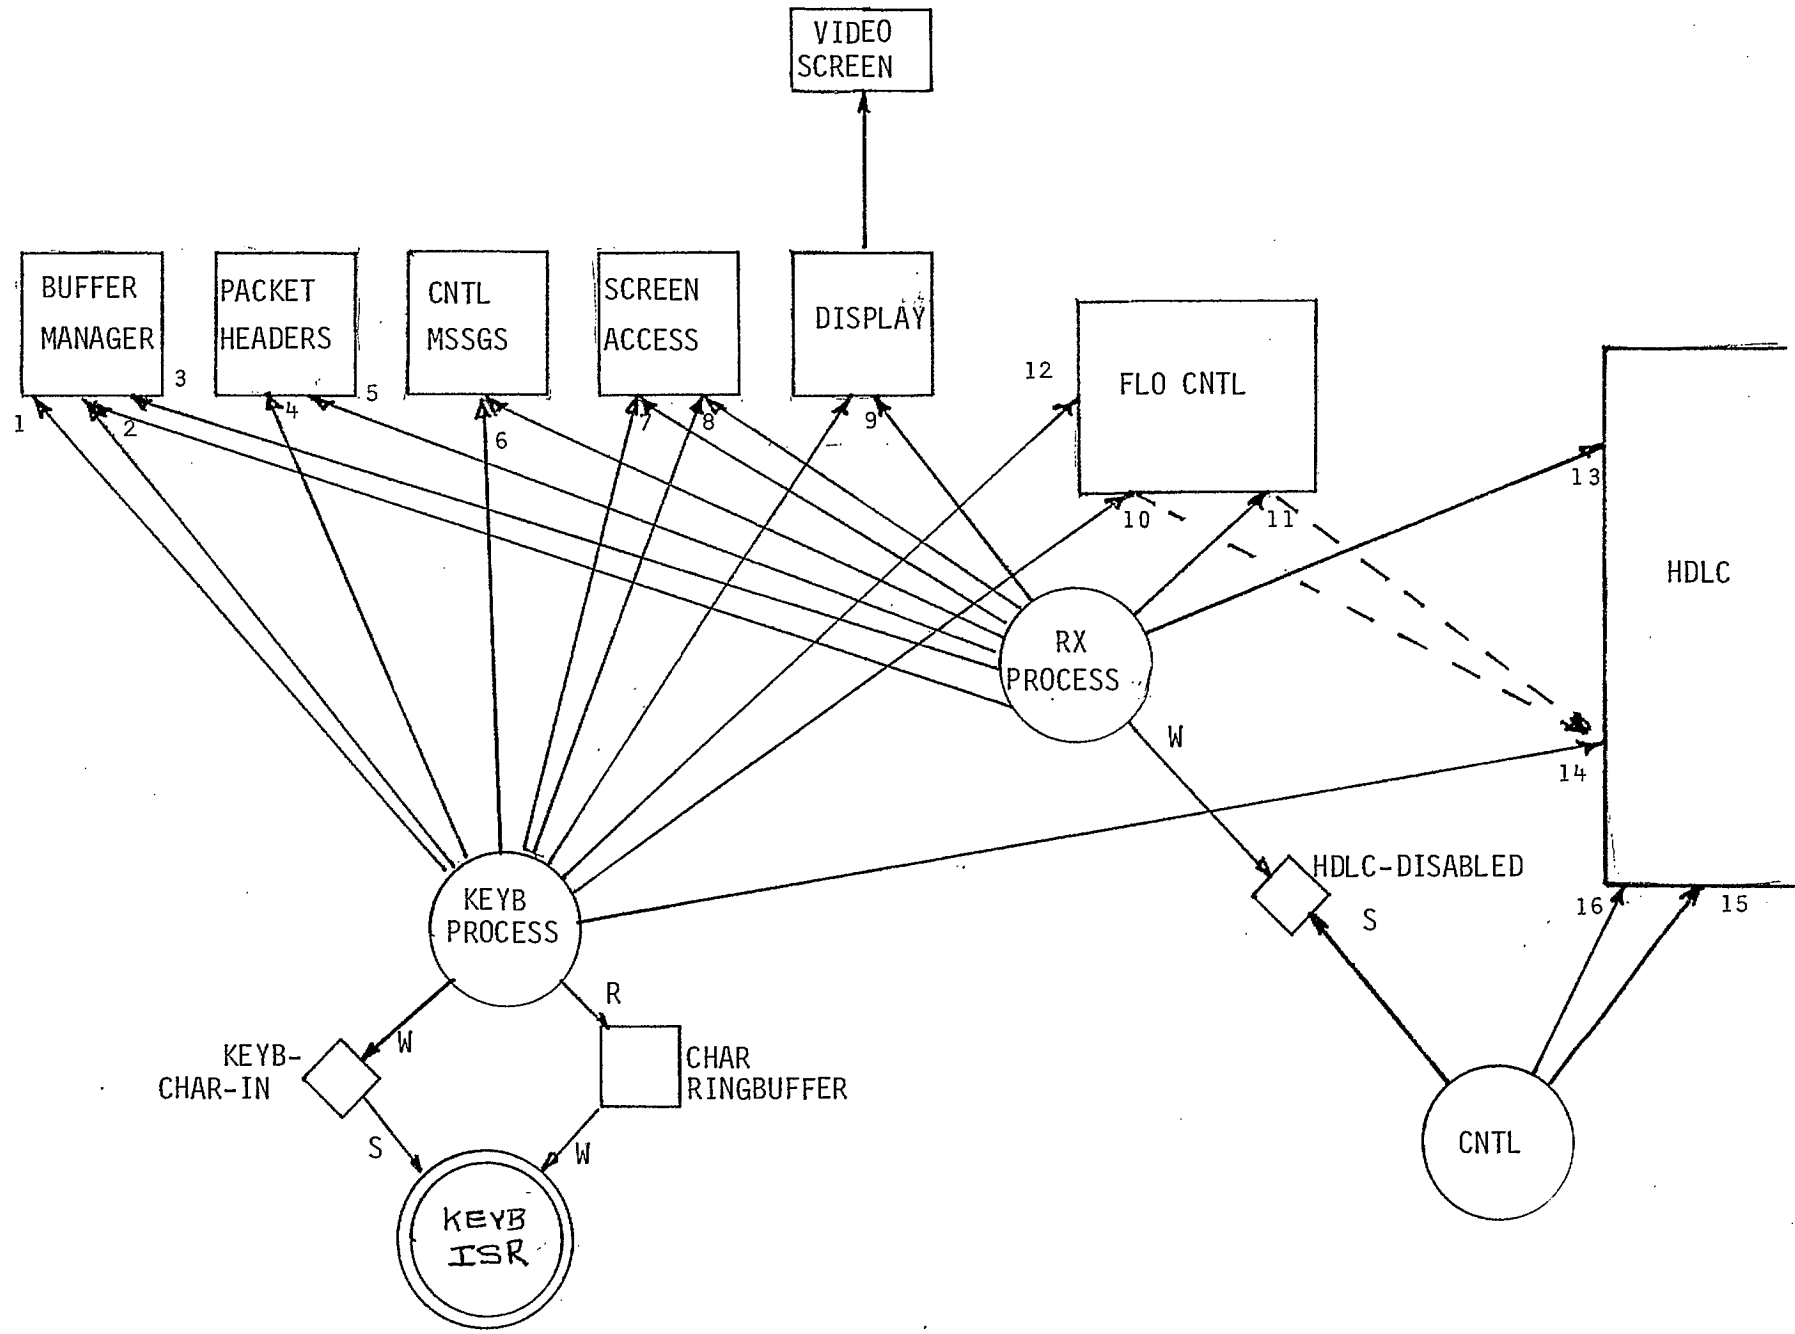 VIDEO
SCREEN
BUFFER
MANAGER
PACKET
HEADERS
CNTL
MSSGS
SCREEN
ACCESS
DISPLAY
FLO CNTL
HDLC
1
2
3
4
5
6
7
8
9
10
11
12
13
14
RX
PROCESS
W
HDLC-DISABLED
S
16
15
KEYB
PROCESS
R
W
KEYB-
CHAR-IN
CHAR
RINGBUFFER
S
W
KEYB
ISR
CNTL